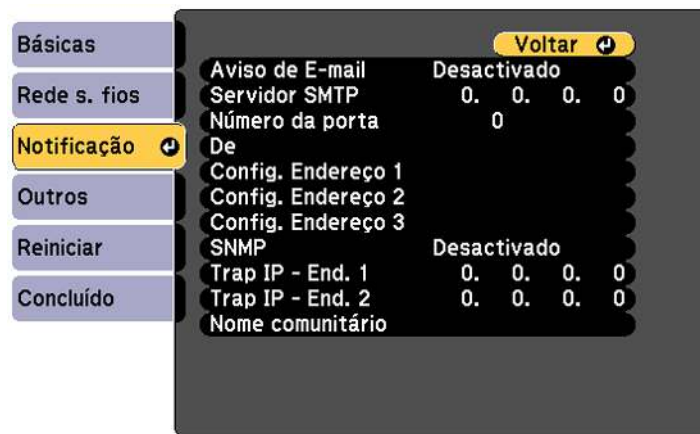 Básicas
Rede s. fios
Notificação
Outros
Reiniciar
Concluído
Voltar
Aviso de E-mail Desactivado
Servidor SMTP 0. 0. 0. 0
Número da porta 0
De
Config. Endereço 1
Config. Endereço 2
Config. Endereço 3
SNMP Desactivado
Trap IP - End. 1 0. 0. 0. 0
Trap IP - End. 2 0. 0. 0. 0
Nome comunitário